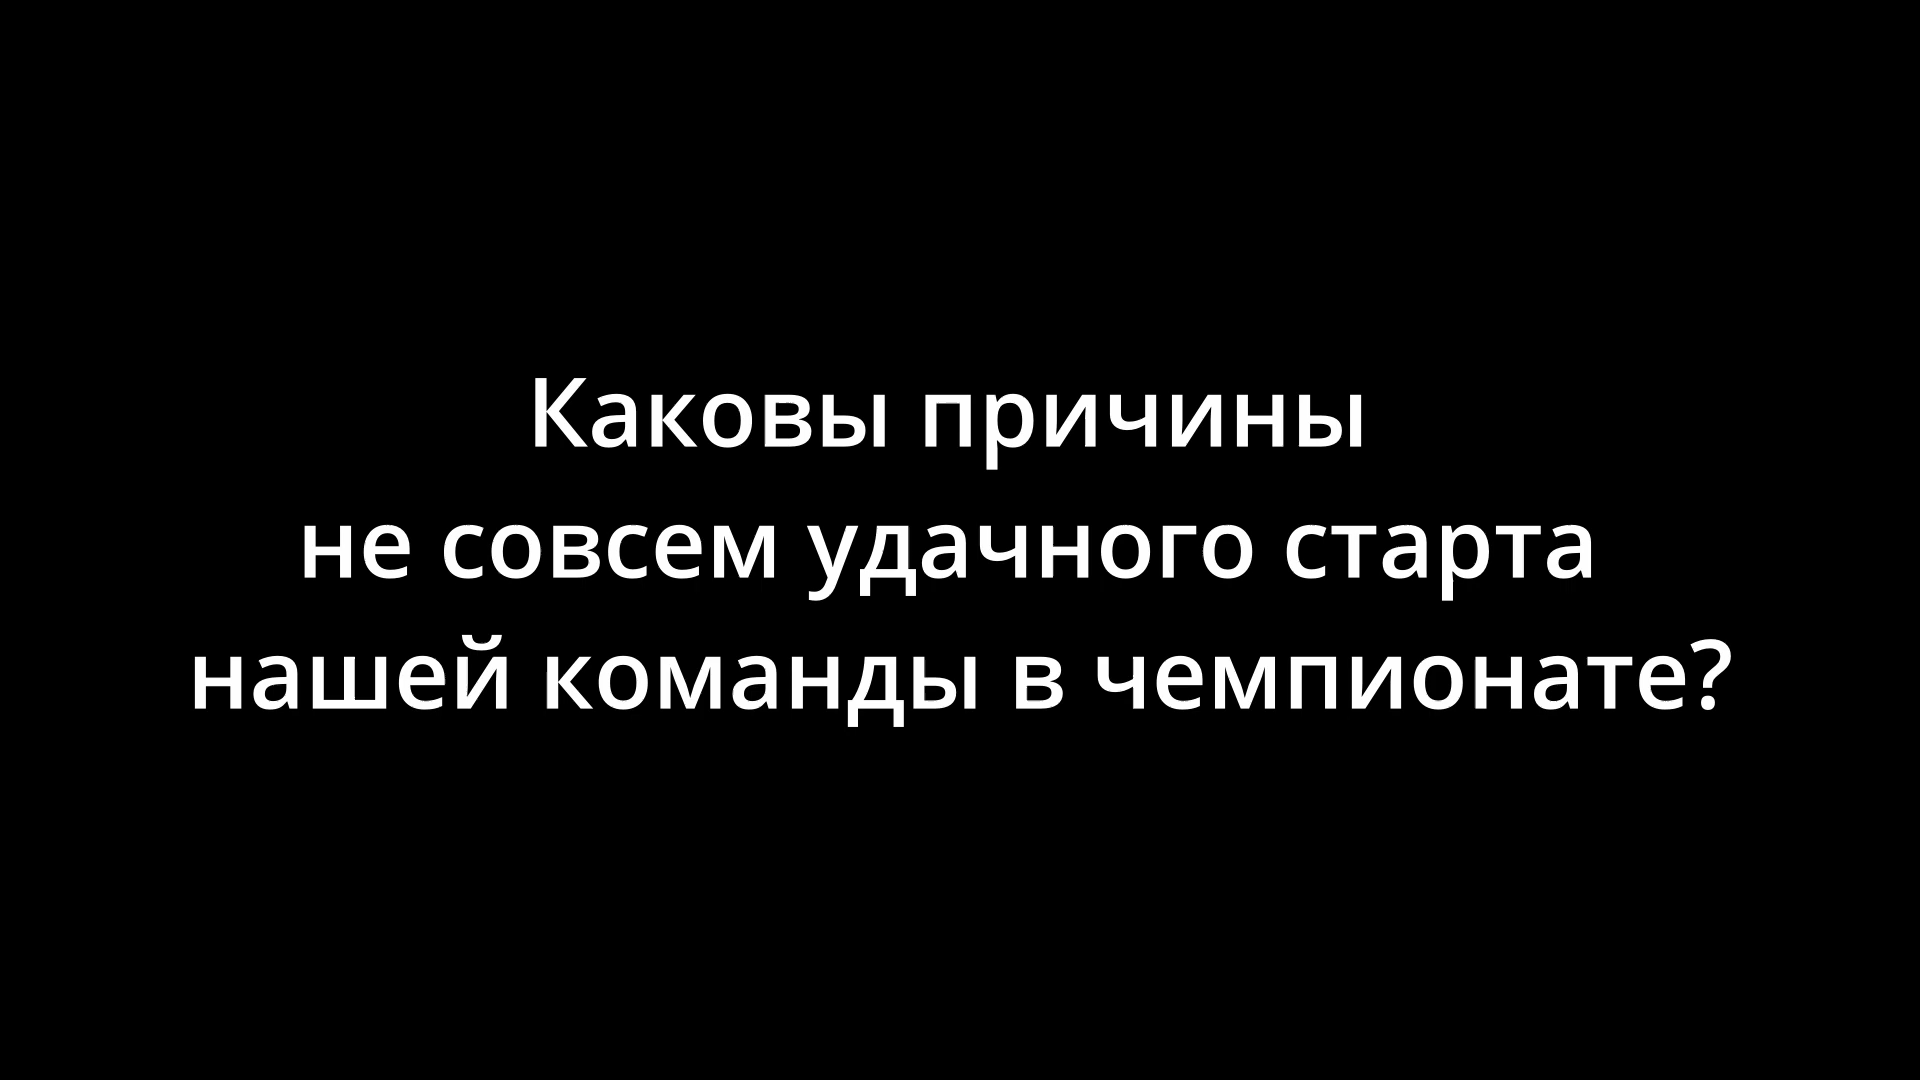 Каковы причины
не совсем удачного старта
нашей команды в чемпионате?